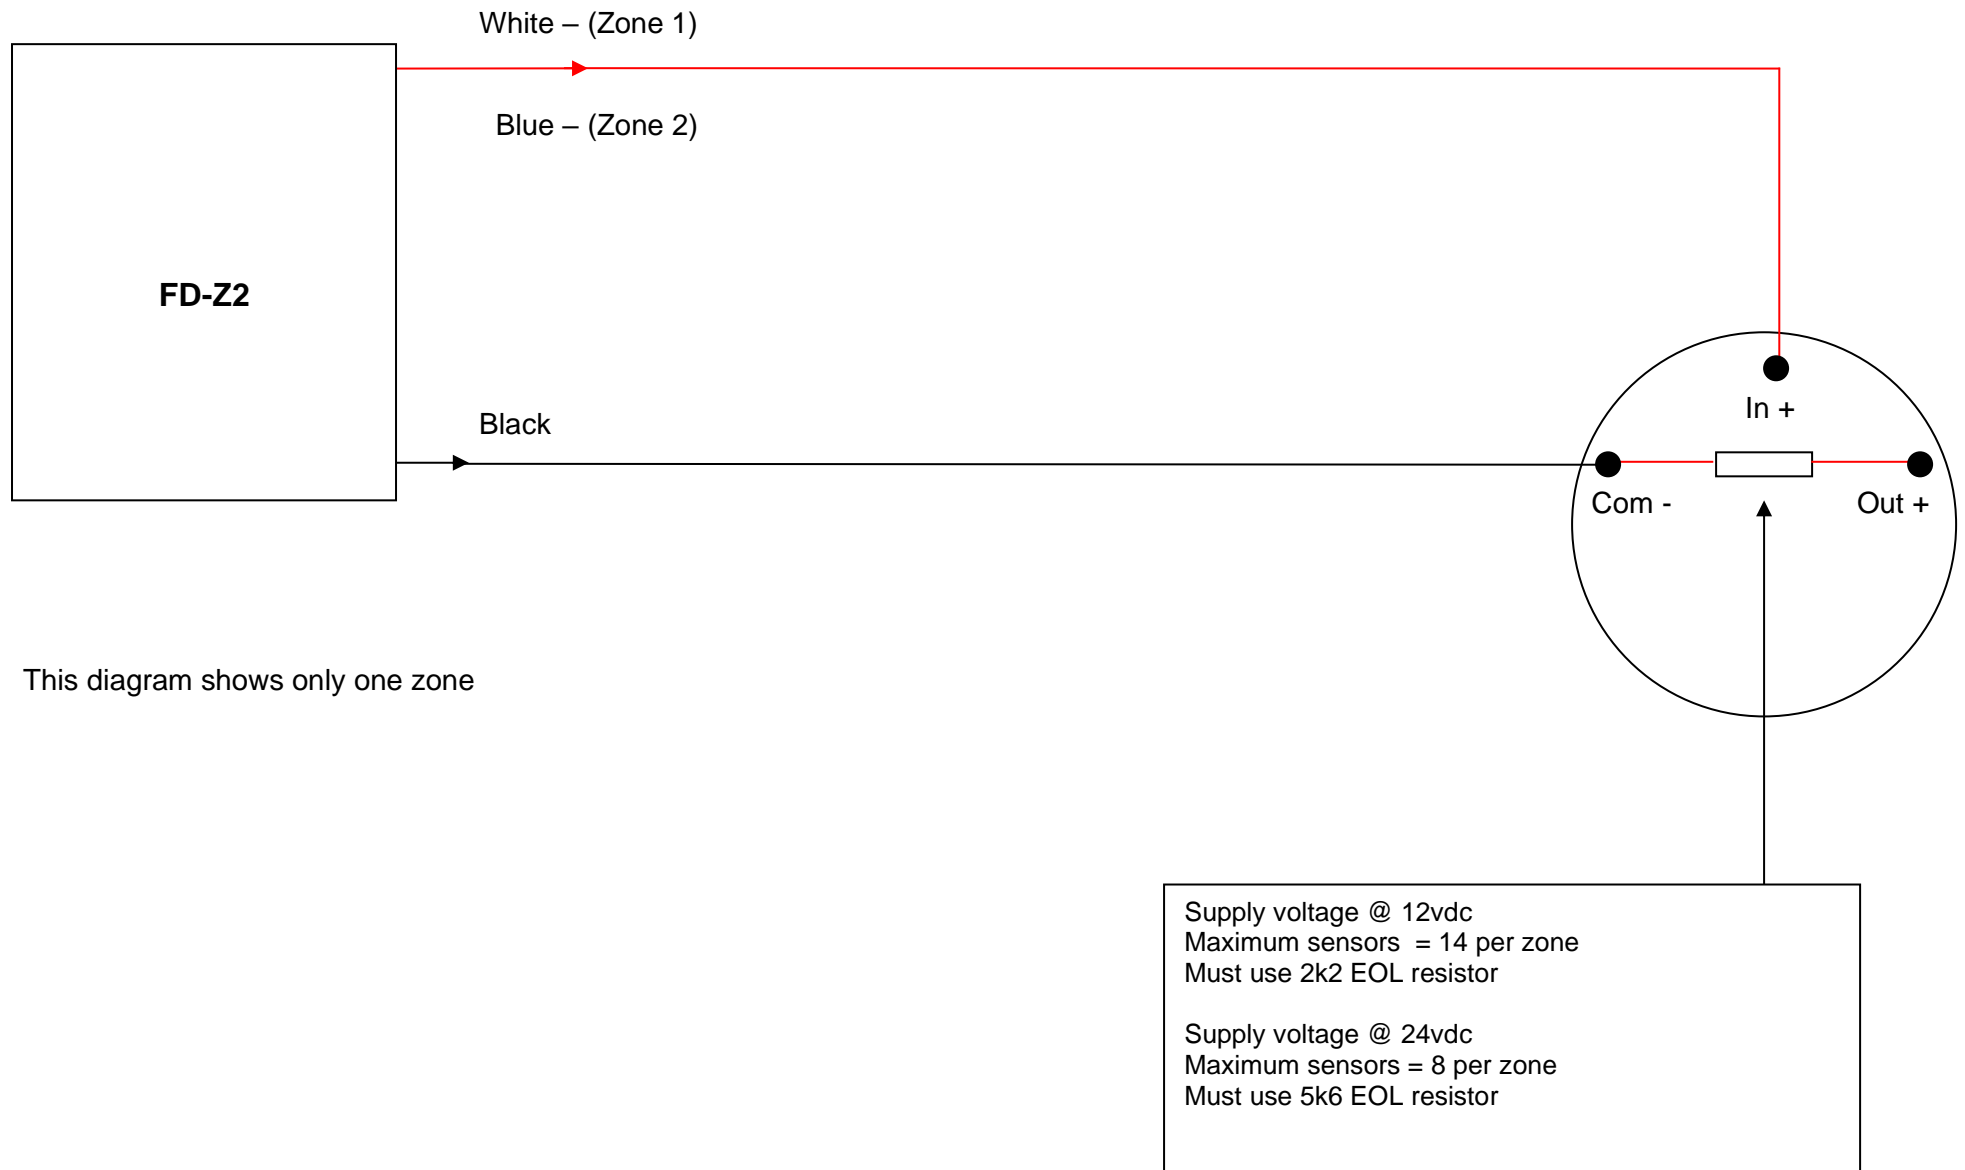 White – (Zone 1)
Blue – (Zone 2)
FD-Z2
Black
In +
Com -
Out +
This diagram shows only one zone
Supply voltage @ 12vdc
Maximum sensors  = 14 per zone
Must use 2k2 EOL resistor
Supply voltage @ 24vdc
Maximum sensors = 8 per zone
Must use 5k6 EOL resistor